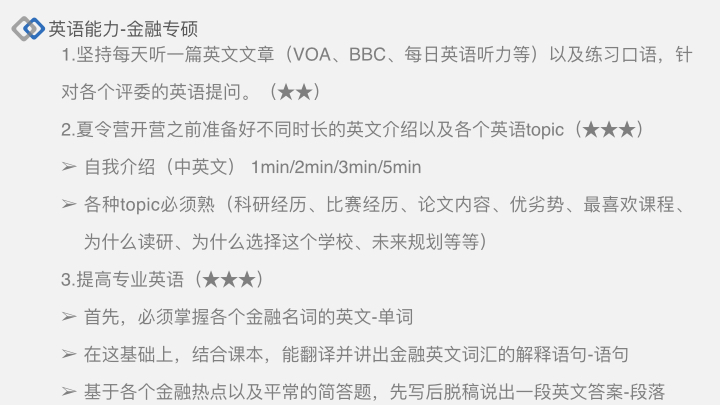 英语能力-金融专硕
1.坚持每天听一篇英文文章（VOA、BBC、每日英语听力等）以及练习口语，针
对各个评委的英语提问。（★★）
2.夏令营开营之前准备好不同时长的英文介绍以及各个英语topic（★★★）
➢ 自我介绍（中英文） 1min/2min/3min/5min
➢ 各种topic必须熟（科研经历、比赛经历、论文内容、优劣势、最喜欢课程、
为什么读研、为什么选择这个学校、未来规划等等）
3.提高专业英语（★★★）
➢ 首先，必须掌握各个金融名词的英文-单词
➢ 在这基础上，结合课本，能翻译并讲出金融英文词汇的解释语句-语句
➢ 基于各个金融热点以及平常的简答题，先写后脱稿说出一段英文答案-段落